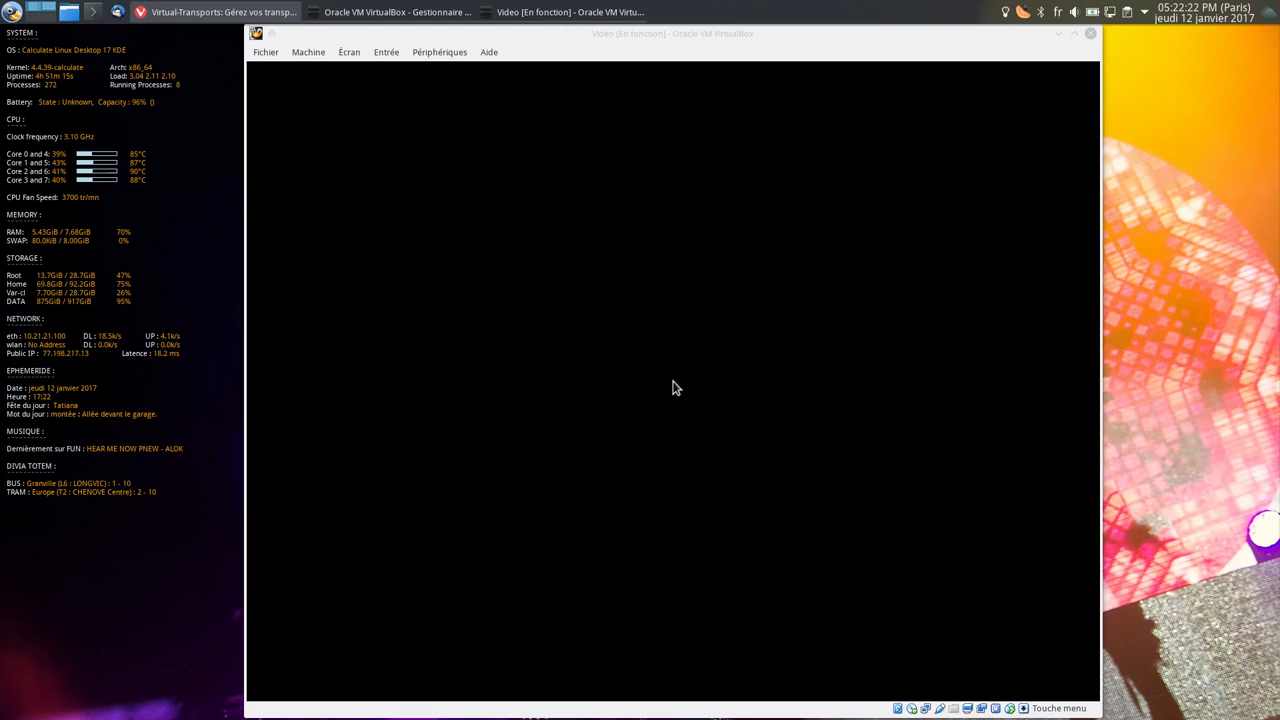 Virtual-Transports: Gérez vos transp...
Oracle VM VirtualBox - Gestionnaire ...
Video [En fonction] - Oracle VM Virtu...
fr
05:22:22 PM (Paris)
jeudi 12 janvier 2017
Video [En fonction] - Oracle VM VirtualBox
Fichier Machine Écran Entrée Périphériques Aide
SYSTEM :
OS : Calculate Linux Desktop 17 KDE
Kernel: 4.4.39-calculate Arch: x86_64
Uptime: 4h 51m 15s Load: 3.04 2.11 2.10
Processes: 272 Running Processes: 8
Battery: State : Unknown, Capacity : 96% ()
CPU :
Clock frequency : 3.10 GHz
Core 0 and 4: 39% 85°C
Core 1 and 5: 43% 87°C
Core 2 and 6: 41% 90°C
Core 3 and 7: 40% 88°C
CPU Fan Speed: 3700 tr/mn
MEMORY :
RAM: 5.43GiB / 7.68GiB 70%
SWAP: 80.0KiB / 8.00GiB 0%
STORAGE :
Root 13.7GiB / 28.7GiB 47%
Home 69.8GiB / 92.2GiB 75%
Var-cl 7.70GiB / 28.7GiB 26%
DATA 875GiB / 917GiB 95%
NETWORK :
eth : 10.21.21.100 DL : 18.5k/s UP : 4.1k/s
wlan : No Address DL : 0.0k/s UP : 0.0k/s
Public IP : 77.198.217.13 Latence : 18.2 ms
EPHEMERIDE :
Date : jeudi 12 janvier 2017
Heure : 17:22
Fête du jour : Tatiana
Mot du jour : montée : Allée devant le garage.
MUSIQUE :
Dernièrement sur FUN : HEAR ME NOW PNEW - ALOK
DIVIA TOTEM :
BUS : Granville (L6 : LONGVIC) : 1 - 10
TRAM : Europe (T2 : CHENOVE Centre) : 2 - 10
Touche menu